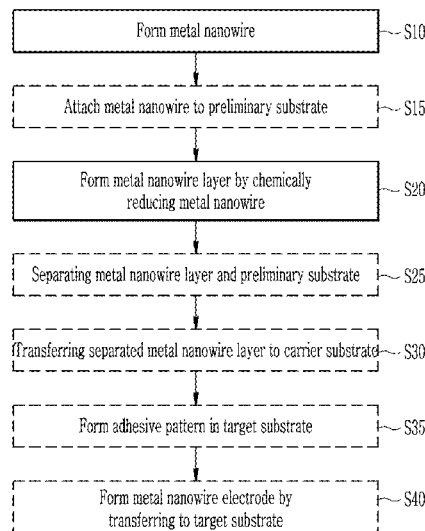 Form metal nanowire
S10
Attach metal nanowire to preliminary substrate
S15
Form metal nanowire layer by chemically
reducing metal nanowire
S20
Separating metal nanowire layer and preliminary substrate
S25
Transferring separated metal nanowire layer to carrier substrate
S30
Form adhesive pattern in target substrate
S35
Form metal nanowire electrode by
transferring to target substrate
S40